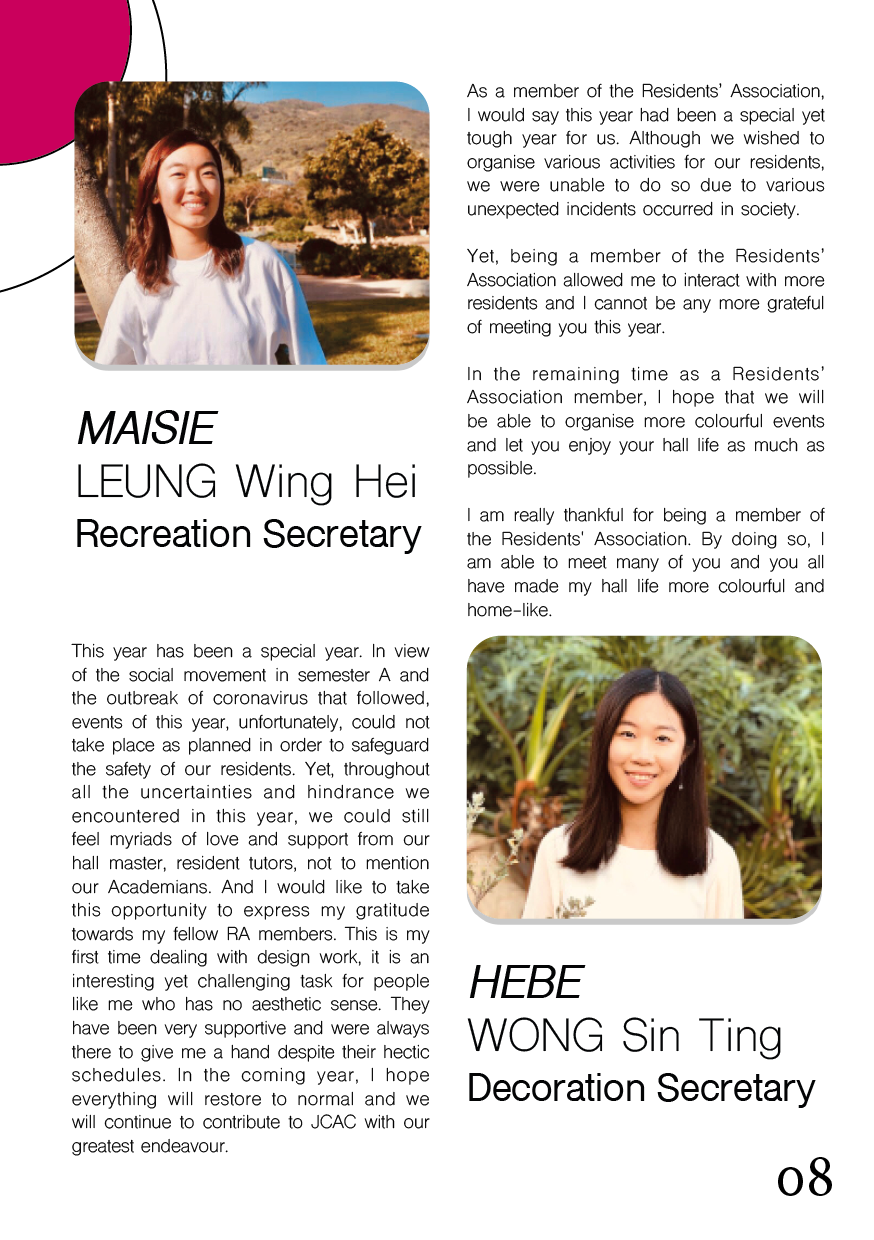 MAISIE
LEUNG Wing Hei
Recreation Secretary
As a member of the Residents' Association,
I would say this year had been a special yet
tough year for us. Although we wished to
organise various activities for our residents,
we were unable to do so due to various
unexpected incidents occurred in society.
Yet, being a member of the Residents'
Association allowed me to interact with more
residents and I cannot be any more grateful
of meeting you this year.
In the remaining time as a Residents'
Association member, I hope that we will
be able to organise more colourful events
and let you enjoy your hall life as much as
possible.
I am really thankful for being a member of
the Residents' Association. By doing so, I
am able to meet many of you and you all
have made my hall life more colourful and
home-like.
This year has been a special year. In view
of the social movement in semester A and
the outbreak of coronavirus that followed,
events of this year, unfortunately, could not
take place as planned in order to safeguard
the safety of our residents. Yet, throughout
all the uncertainties and hindrance we
encountered in this year, we could still
feel myriads of love and support from our
hall master, resident tutors, not to mention
our Academians. And I would like to take
this opportunity to express my gratitude
towards my fellow RA members. This is my
first time dealing with design work, it is an
interesting yet challenging task for people
like me who has no aesthetic sense. They
have been very supportive and were always
there to give me a hand despite their hectic
schedules. In the coming year, I hope
everything will restore to normal and we
will continue to contribute to JCAC with our
greatest endeavour.
HEBE
WONG Sin Ting
Decoration Secretary
08